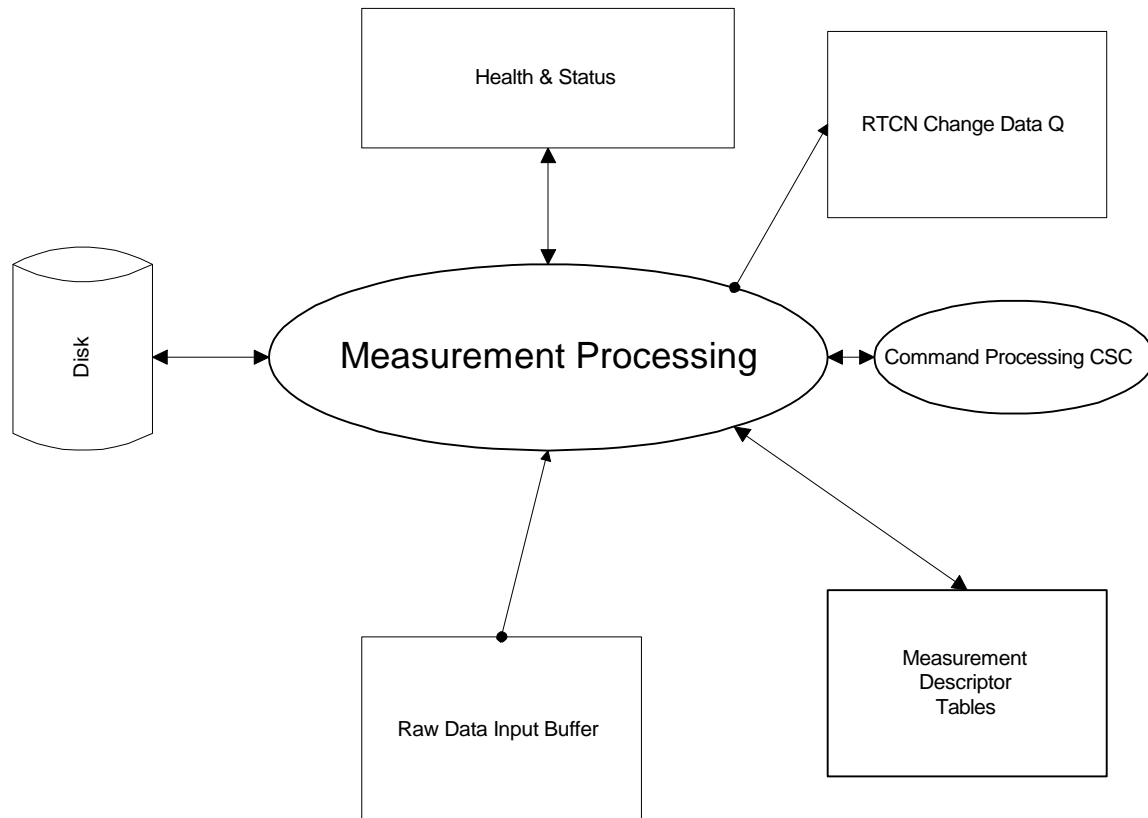 Health & Status
RTCN Change Data Q
Disk
Measurement Processing
Command Processing CSC
Measurement
Descriptor
Tables
Raw Data Input Buffer